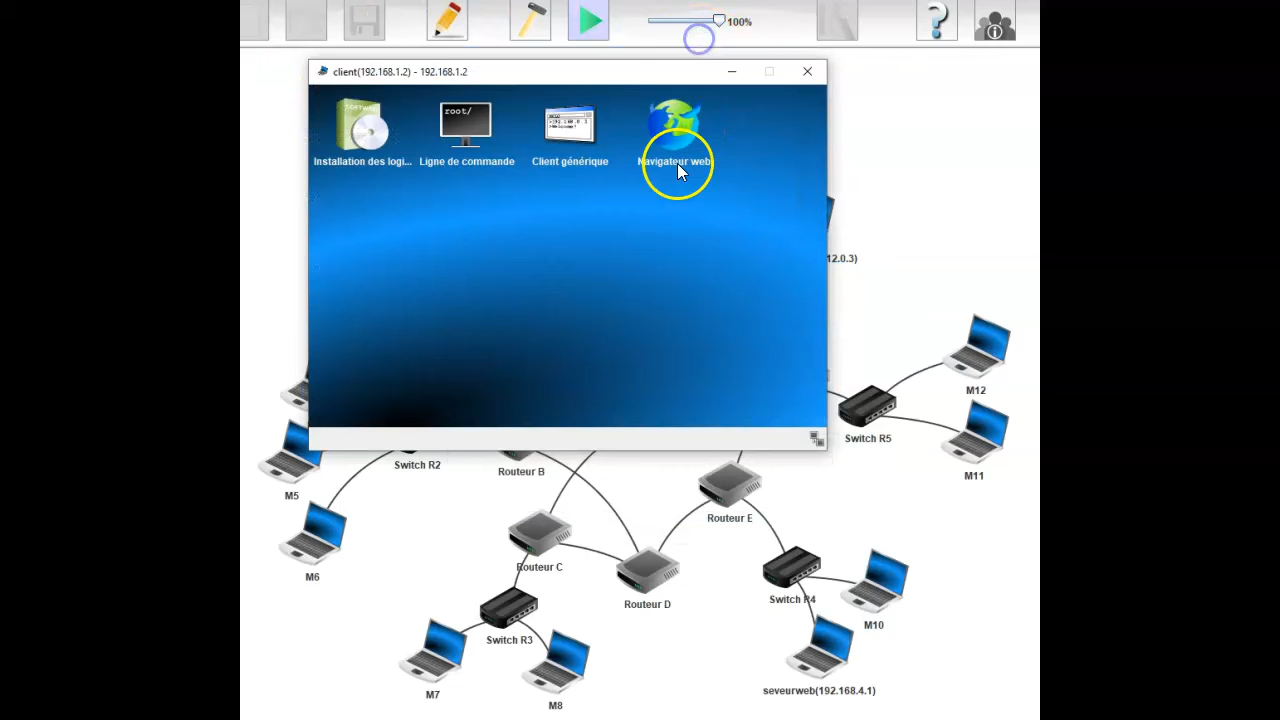 100%
client(192.168.1.2) - 192.168.1.2
root/
Installation des logi...
Ligne de commande
Client générique
Navigateur web
12.0.3)
M12
Switch R5
M11
Switch R2
Routeur B
M5
Routeur E
M6
Routeur C
Routeur D
Switch R4
M10
Switch R3
M7
M8
seveurweb(192.168.4.1)